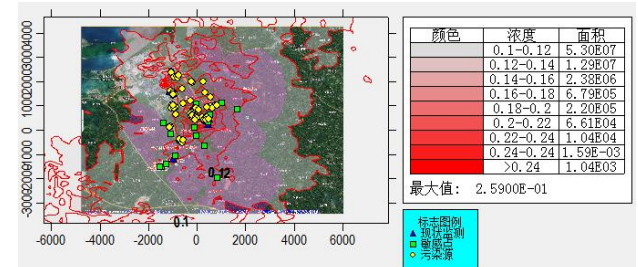 颜色 浓度 面积
0.1-0.12 5.30E07
0.12-0.14 1.29E07
0.14-0.16 2.38E06
0.16-0.18 6.79E05
0.18-0.2 2.20E05
0.2-0.22 6.61E04
0.22-0.24 1.04E04
0.24-0.24 1.59E-03
>0.24 1.04E03
最大值: 2.5900E-01
0.12
0.1
-6000 -4000 -2000 0 2000 4000 6000
标志图例
现状监测
敏感点
污染源